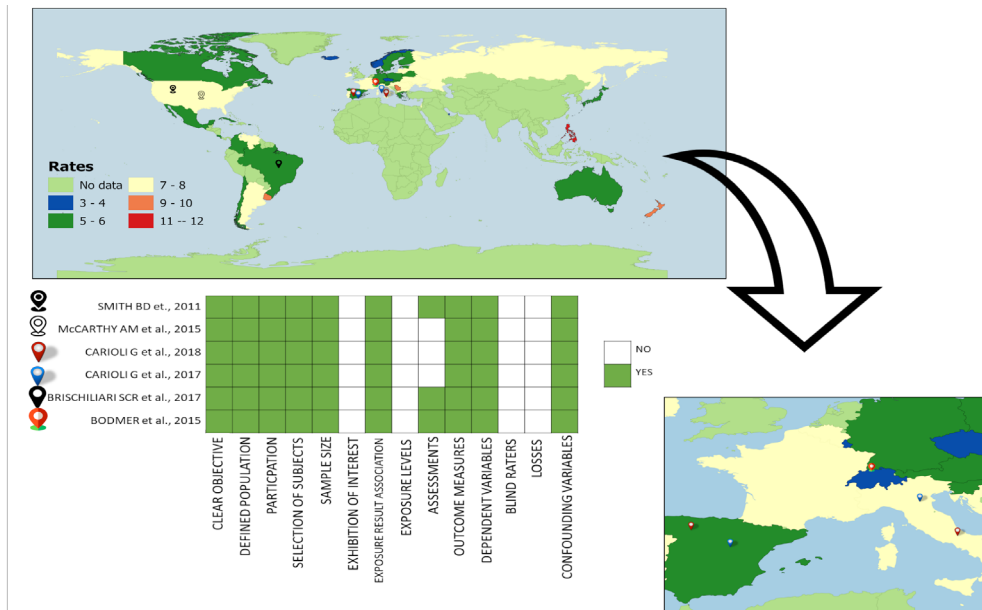 Rates
No data
3 - 4
5 - 6
7 - 8
9 - 10
11 -- 12
SMITH BD et., 2011
McCARTHY AM et al., 2015
CARIOLI G et al., 2018
CARIOLI G et al., 2017
BRISCHILIARI SCR et al., 2017
BODMER et al., 2015
NO
YES
CLEAR OBJECTIVE
DEFINED POPULATION
PARTICPATION
SELECTION OF SUBJECTS
SAMPLE SIZE
EXHIBITION OF INTEREST
EXPOSURE RESULT ASSOCIATION
EXPOSURE LEVELS
ASSESSMENTS
OUTCOME MEASURES
DEPENDENT VARIABLES
BLIND RATERS
LOSSES
CONFOUNDING VARIABLES